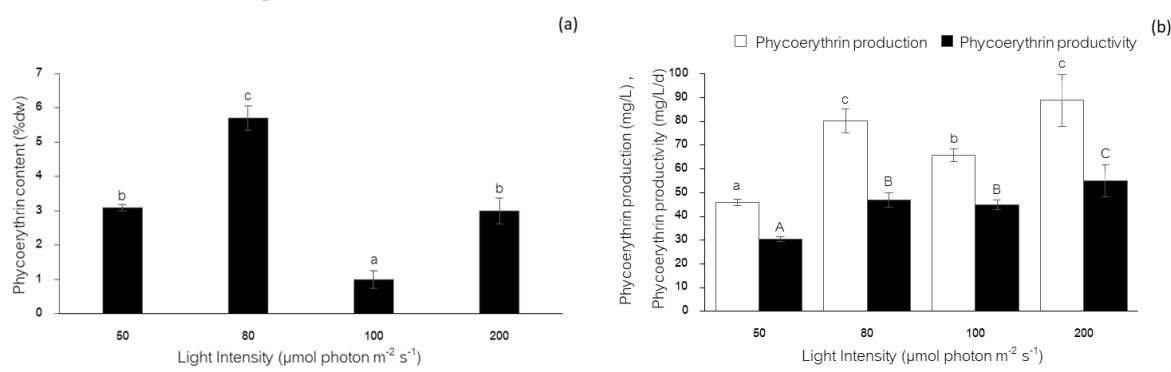 (a)
Phycoerythrin content (%dw)
7
6
5
4
3
2
1
0
b
c
a
b
50 80 100 200
Light Intensity (µmol photon m⁻² s⁻¹)
(b)
Phycoerythrin production Phycoerythrin productivity
Phycoerythrin production (mg/L) ,
Phycoerythrin productivity (mg/L/d)
100
90
80
70
60
50
40
30
20
10
0
a
A
c
B
b
B
c
C
50 80 100 200
Light Intensity (µmol photon m⁻² s⁻¹)